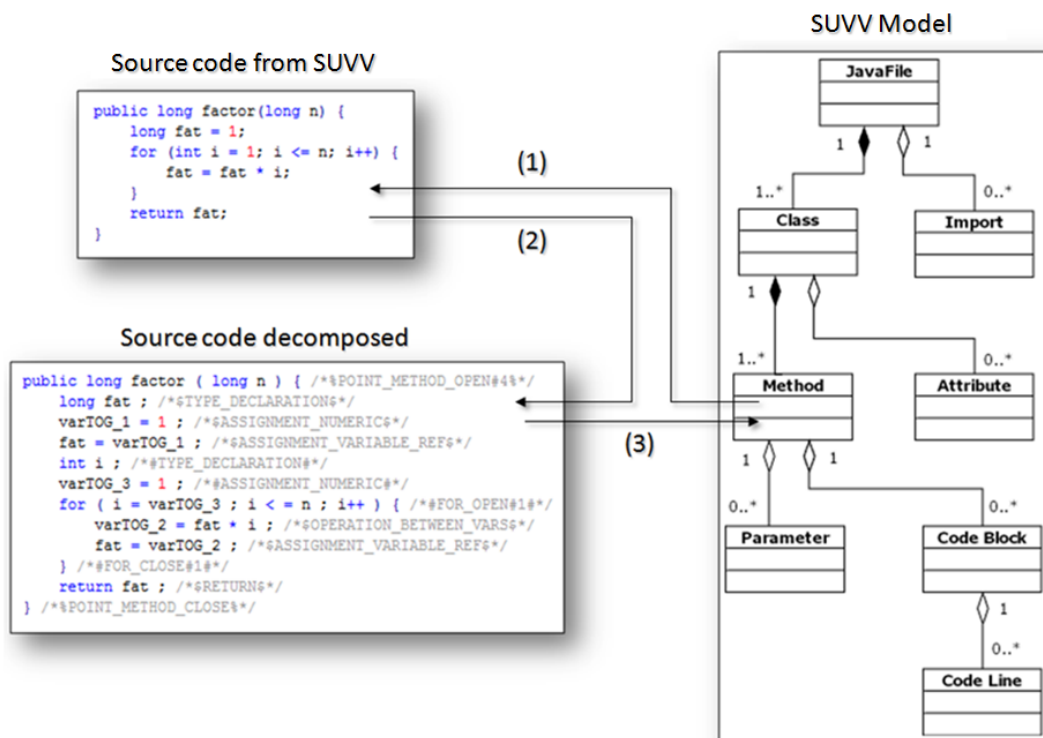 SUVV Model
Source code from SUVV
public long factor(long n) {
long fat = 1;
for (int i = 1; i <= n; i++) {
fat = fat * i;
}
return fat;
}
(1)
(2)
Source code decomposed
public long factor ( long n ) { /*%POINT_METHOD_OPEN#4%*/
long fat ; /*$TYPE_DECLARATION$*/
varTOG_1 = 1 ; /*$ASSIGNMENT_NUMERIC$*/
fat = varTOG_1 ; /*$ASSIGNMENT_VARIABLE_REF$*/
int i ; /*#TYPE_DECLARATION#*/
varTOG_3 = 1 ; /*#ASSIGNMENT_NUMERIC#*/
for ( i = varTOG_3 ; i < = n ; i++ ) { /*#FOR_OPEN#1#*/
varTOG_2 = fat * i ; /*$OPERATION_BETWEEN_VARS$*/
fat = varTOG_2 ; /*$ASSIGNMENT_VARIABLE_REF$*/
} /*#FOR_CLOSE#1#*/
return fat ; /*$RETURN$*/
} /*%POINT_METHOD_CLOSE%*/
(3)
JavaFile
1 1
1..* 0..*
Class Import
1
1..* 0..*
Method Attribute
1 1
0..* 0..*
Parameter Code Block
1
0..*
Code Line